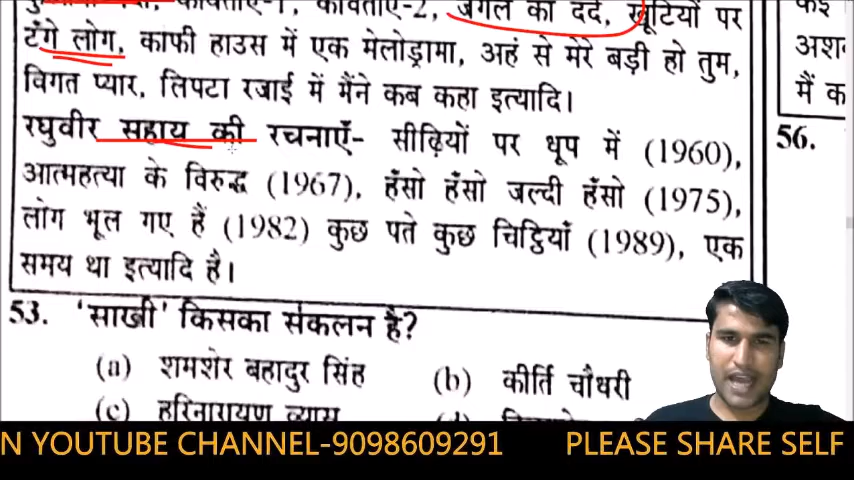 कविताएँ-1, कविताएँ-2, जंगल का दर्द, खूटियों पर
टँगे लोग, काफी हाउस में एक मेलोड्रामा, अहं से मेरे बड़ी हो तुम,
विगत प्यार, लिपटा रजाई में मैंने कब कहा इत्यादि।
रघुवीर सहाय की रचनाएँ- सीढ़ियों पर धूप में (1960),
आत्महत्या के विरुद्ध (1967), हँसो हँसो जल्दी हँसो (1975),
लोग भूल गए हैं (1982) कुछ पते कुछ चिट्ठियाँ (1989), एक
समय था इत्यादि है।
53. 'साखी' किसका संकलन है?
(a) शमशेर बहादुर सिंह (b) कीर्ति चौधरी
(c) हरिनारायण व्यास (d)
मैं क
56.
N YOUTUBE CHANNEL-9098609291 PLEASE SHARE SELF